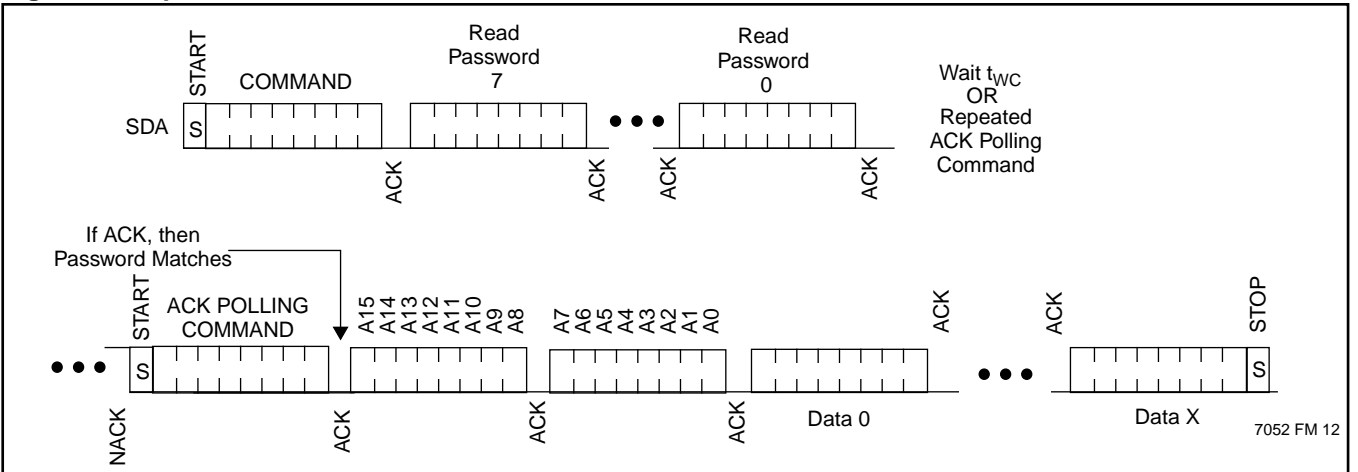 Read
Password
7
Read
Password
0
START
COMMAND
Wait tWC
OR
Repeated
ACK Polling
Command
SDA
S
ACK
ACK
ACK
ACK
If ACK, then
Password Matches
START
ACK POLLING
COMMAND
A15
A14
A13
A12
A11
A10
A9
A8
A7
A6
A5
A4
A3
A2
A1
A0
ACK
ACK
STOP
S
S
NACK
ACK
ACK
ACK
Data 0
Data X
7052 FM 12